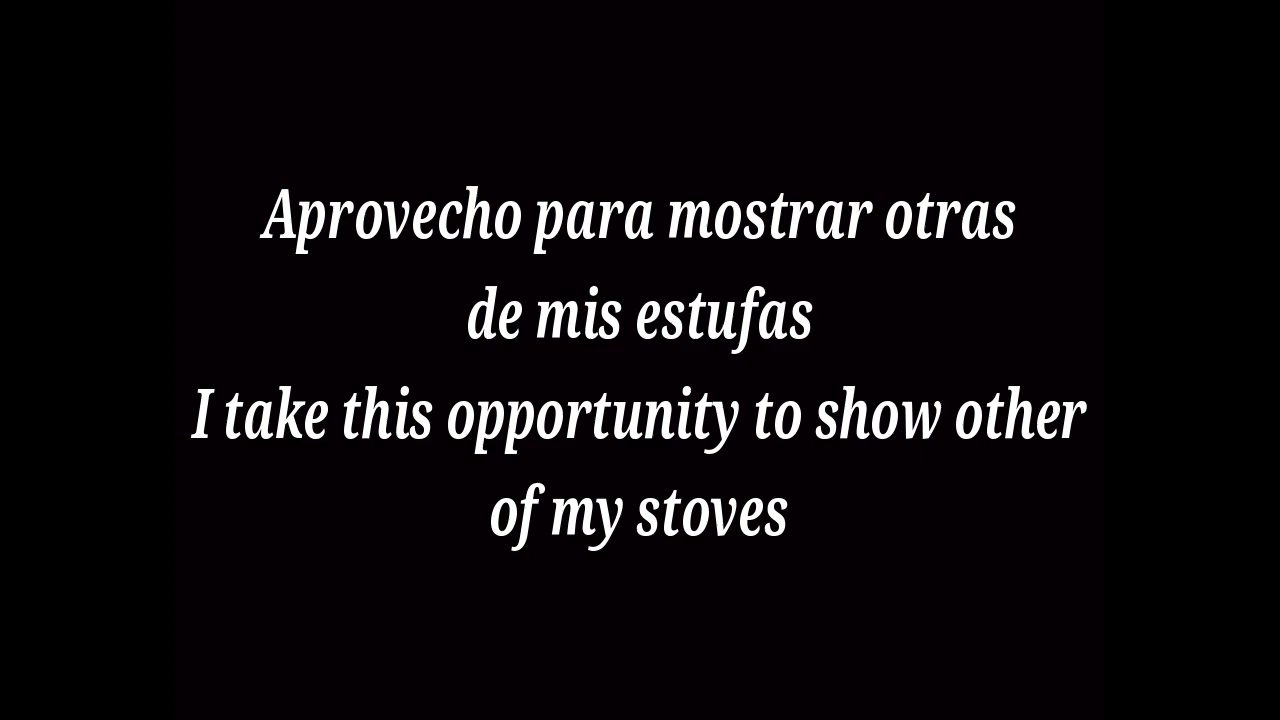 Aprovecho para mostrar otras
de mis estufas
I take this opportunity to show other
of my stoves